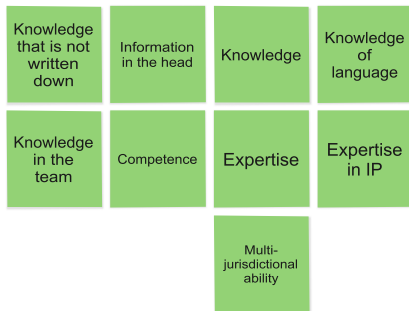 Knowledge
that is not
written
down
Information
in the head
Knowledge
Knowledge
of
language
Knowledge
in the
team
Competence
Expertise
Expertise
in IP
Multi-
jurisdictional
ability